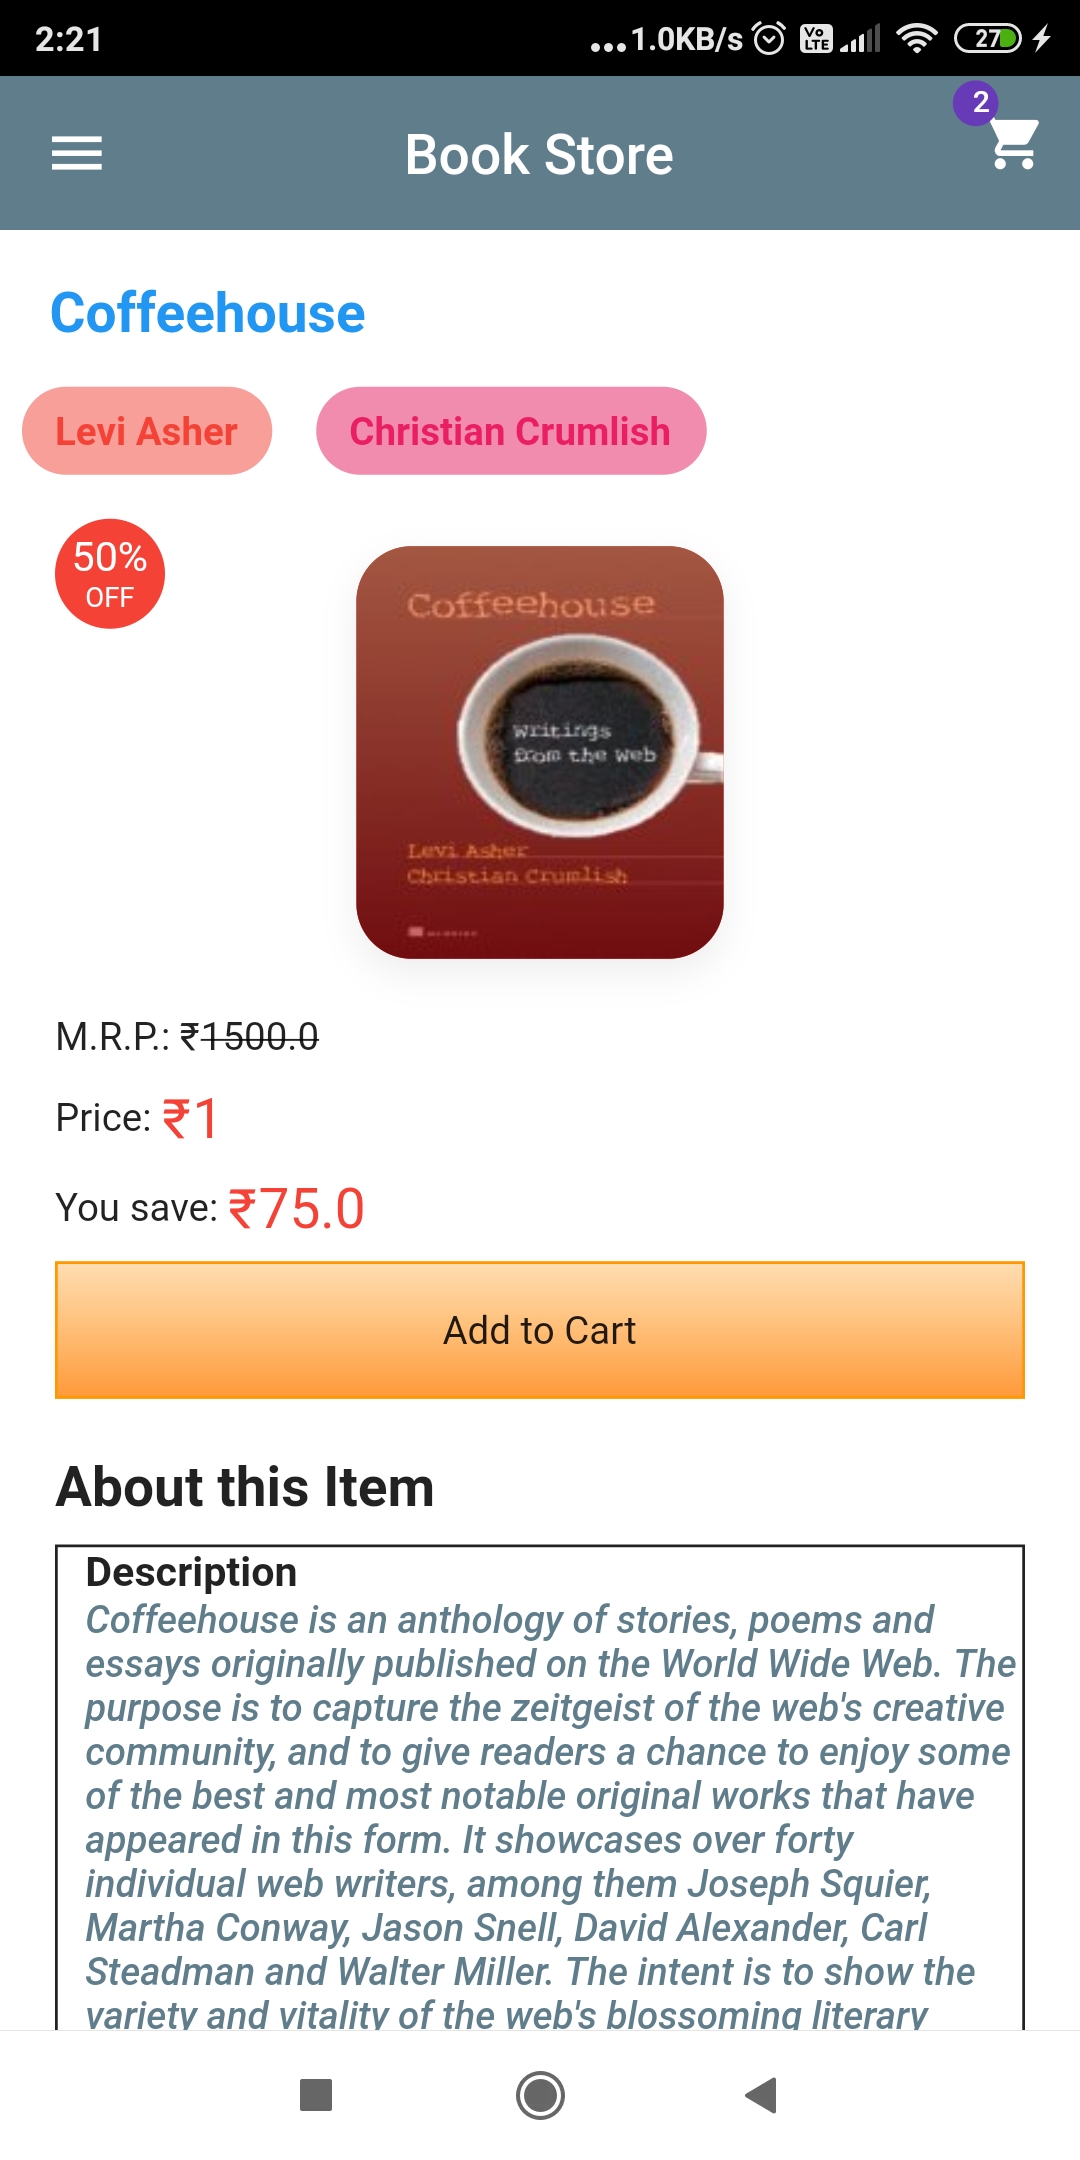 2:21
...1.0KB/s
Vo
LTE
27
2
Book Store
Coffeehouse
Levi Asher
Christian Crumlish
50%
OFF
Coffeehouse
writings
from the web
Levi Asher
Christian Crumlish
M.R.P.: ₹1500.0
Price: ₹1
You save: ₹75.0
Add to Cart
About this Item
Description
Coffeehouse is an anthology of stories, poems and
essays originally published on the World Wide Web. The
purpose is to capture the zeitgeist of the web's creative
community, and to give readers a chance to enjoy some
of the best and most notable original works that have
appeared in this form. It showcases over forty
individual web writers, among them Joseph Squier,
Martha Conway, Jason Snell, David Alexander, Carl
Steadman and Walter Miller. The intent is to show the
variety and vitality of the web's blossoming literary